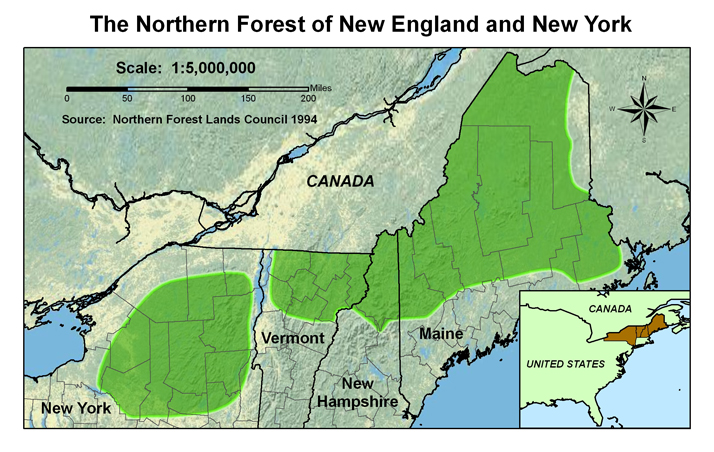 The Northern Forest of New England and New York
Scale: 1:5,000,000
Miles
0 50 100 150 200
Source: Northern Forest Lands Council 1994
N
W E
S
CANADA
Vermont
Maine
New York
New
Hampshire
CANADA
UNITED STATES